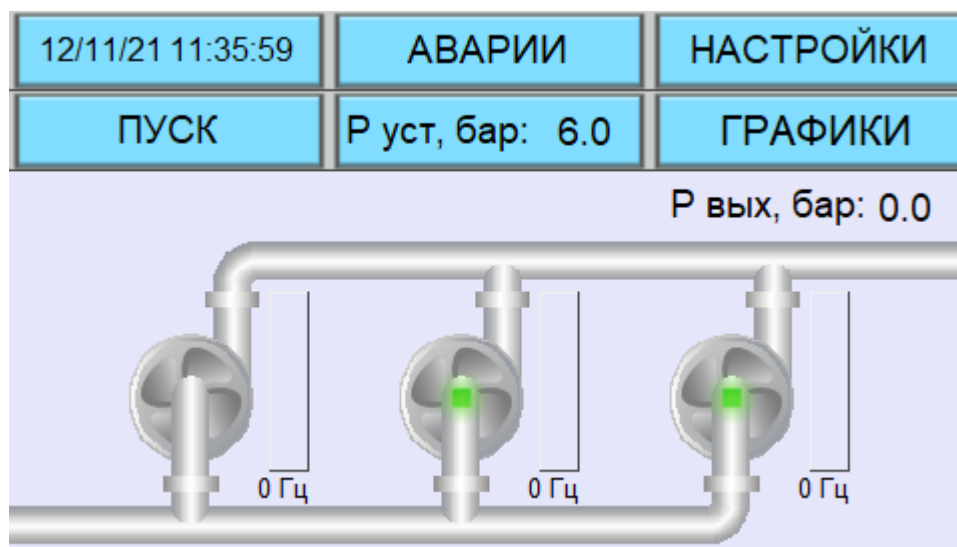 12/11/21 11:35:59
АВАРИИ
НАСТРОЙКИ
ПУСК
Р уст, бар: 6.0
ГРАФИКИ
Р вых, бар: 0.0
0 Гц
0 Гц
0 Гц